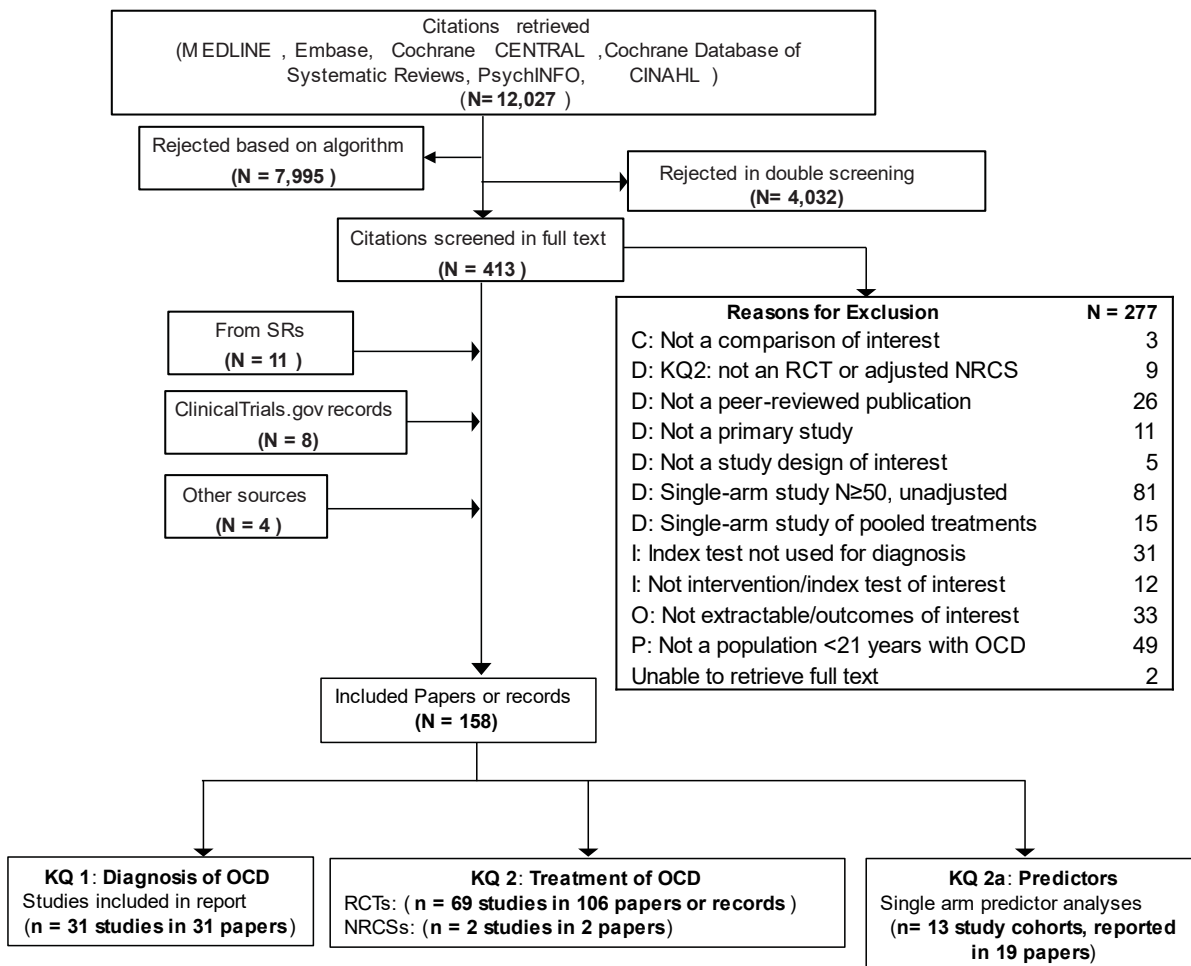 Citations retrieved
(MEDLINE , Embase, Cochrane CENTRAL ,Cochrane Database of
Systematic Reviews, PsychINFO, CINAHL )
(N= 12,027 )
Rejected based on algorithm
(N = 7,995 )
Rejected in double screening
(N= 4,032)
Citations screened in full text
(N = 413 )
From SRs
(N = 11 )
ClinicalTrials.gov records
(N = 8)
Other sources
(N = 4 )
Reasons for Exclusion N = 277
C: Not a comparison of interest 3
D: KQ2: not an RCT or adjusted NRCS 9
D: Not a peer-reviewed publication 26
D: Not a primary study 11
D: Not a study design of interest 5
D: Single-arm study N≥50, unadjusted 81
D: Single-arm study of pooled treatments 15
I: Index test not used for diagnosis 31
I: Not intervention/index test of interest 12
O: Not extractable/outcomes of interest 33
P: Not a population <21 years with OCD 49
Unable to retrieve full text 2
Included Papers or records
(N = 158)
KQ 1: Diagnosis of OCD
Studies included in report
(n = 31 studies in 31 papers)
KQ 2: Treatment of OCD
RCTs: ( n = 69 studies in 106 papers or records )
NRCSs: (n = 2 studies in 2 papers)
KQ 2a: Predictors
Single arm predictor analyses
(n= 13 study cohorts, reported
in 19 papers)